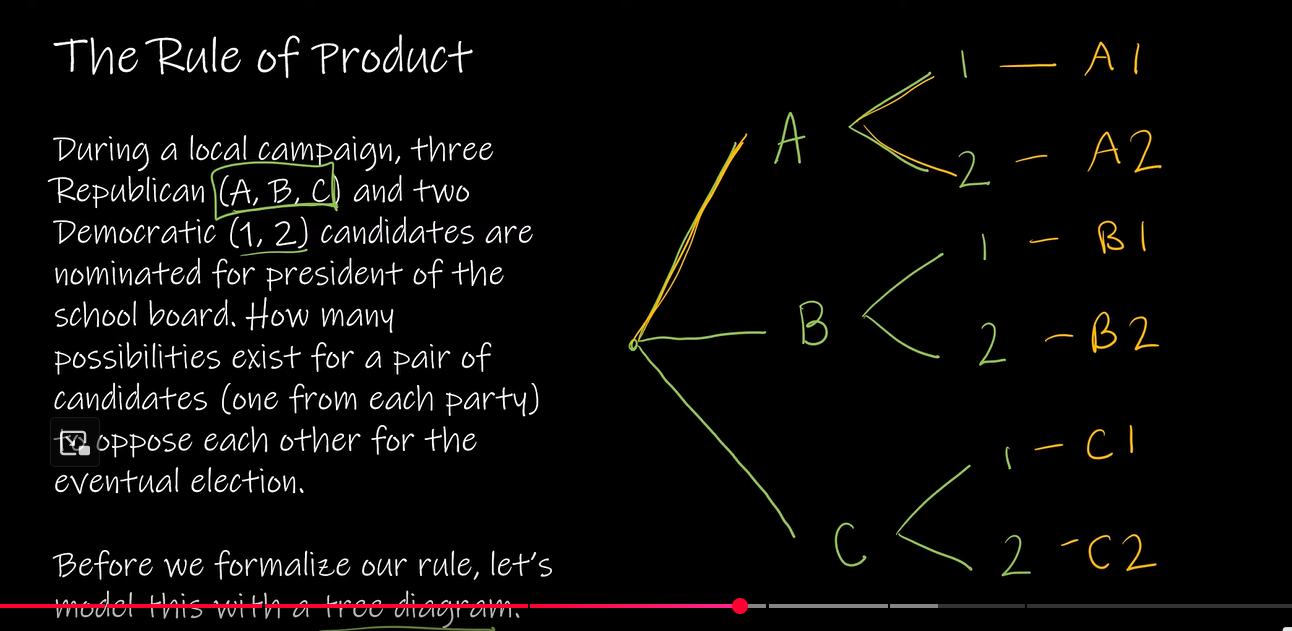 The Rule of Product
During a local campaign, three
Republican (A, B, C) and two
Democratic (1, 2) candidates are
nominated for president of the
school board. How many
possibilities exist for a pair of
candidates (one from each party)
to oppose each other for the
eventual election.
Before we formalize our rule, let's
model this with a tree diagram.
1 — A1
A
2 — A2
1 — B1
B
2 — B2
1 — C1
C
2 — C2